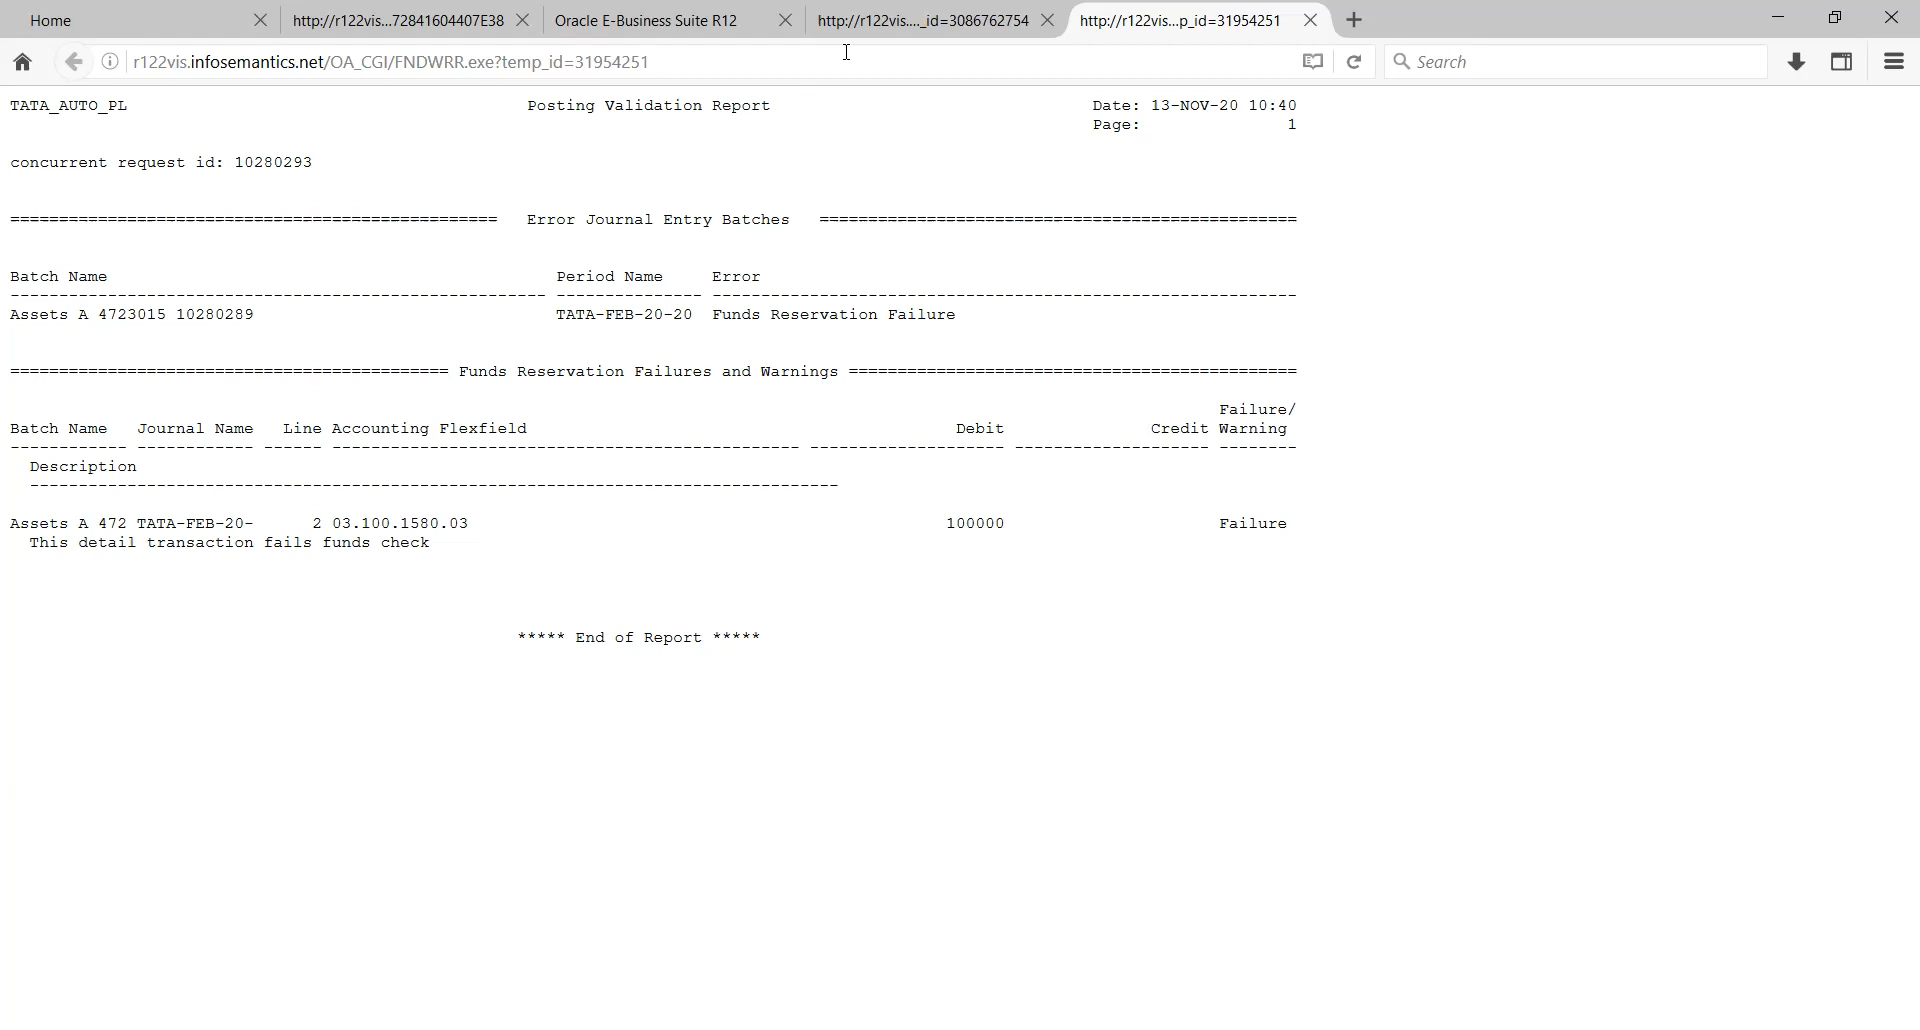 Home
http://r122vis...72841604407E38
Oracle E-Business Suite R12
http://r122vis...._id=3086762754
http://r122vis...p_id=31954251
r122vis.infosemantics.net/OA_CGI/FNDWRR.exe?temp_id=31954251
Search
TATA_AUTO_PL Posting Validation Report Date: 13-NOV-20 10:40
Page: 1
concurrent request id: 10280293
================================================== Error Journal Entry Batches =================================================
Batch Name Period Name Error
------------------------------------------------------- --------------- ------------------------------------------------------------
Assets A 4723015 10280289 TATA-FEB-20-20 Funds Reservation Failure
============================================= Funds Reservation Failures and Warnings ==============================================
Failure/
Batch Name Journal Name Line Accounting Flexfield Debit Credit Warning
------------ ------------ ------ ------------------------------------------------ -------------------- -------------------- --------
Description
-----------------------------------------------------------------------------------
Assets A 472 TATA-FEB-20- 2 03.100.1580.03 100000 Failure
This detail transaction fails funds check
***** End of Report *****